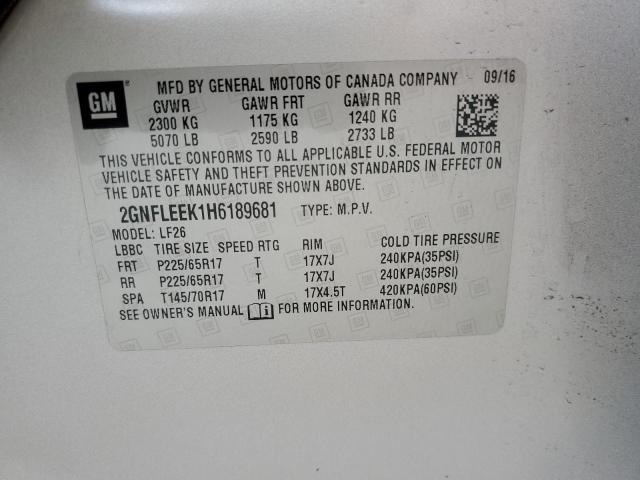 GM
MFD BY GENERAL MOTORS OF CANADA COMPANY 09/16
GVWR GAWR FRT GAWR RR
2300 KG 1175 KG 1240 KG
5070 LB 2590 LB 2733 LB
THIS VEHICLE CONFORMS TO ALL APPLICABLE U.S. FEDERAL MOTOR
VEHICLE SAFETY AND THEFT PREVENTION STANDARDS IN EFFECT ON
THE DATE OF MANUFACTURE SHOWN ABOVE.
2GNFLEEK1H6189681 TYPE: M.P.V.
MODEL: LF26
LBBC TIRE SIZE SPEED RTG RIM COLD TIRE PRESSURE
FRT P225/65R17 T 17X7J 240KPA(35PSI)
RR P225/65R17 T 17X7J 240KPA(35PSI)
SPA T145/70R17 M 17X4.5T 420KPA(60PSI)
SEE OWNER'S MANUAL FOR MORE INFORMATION.